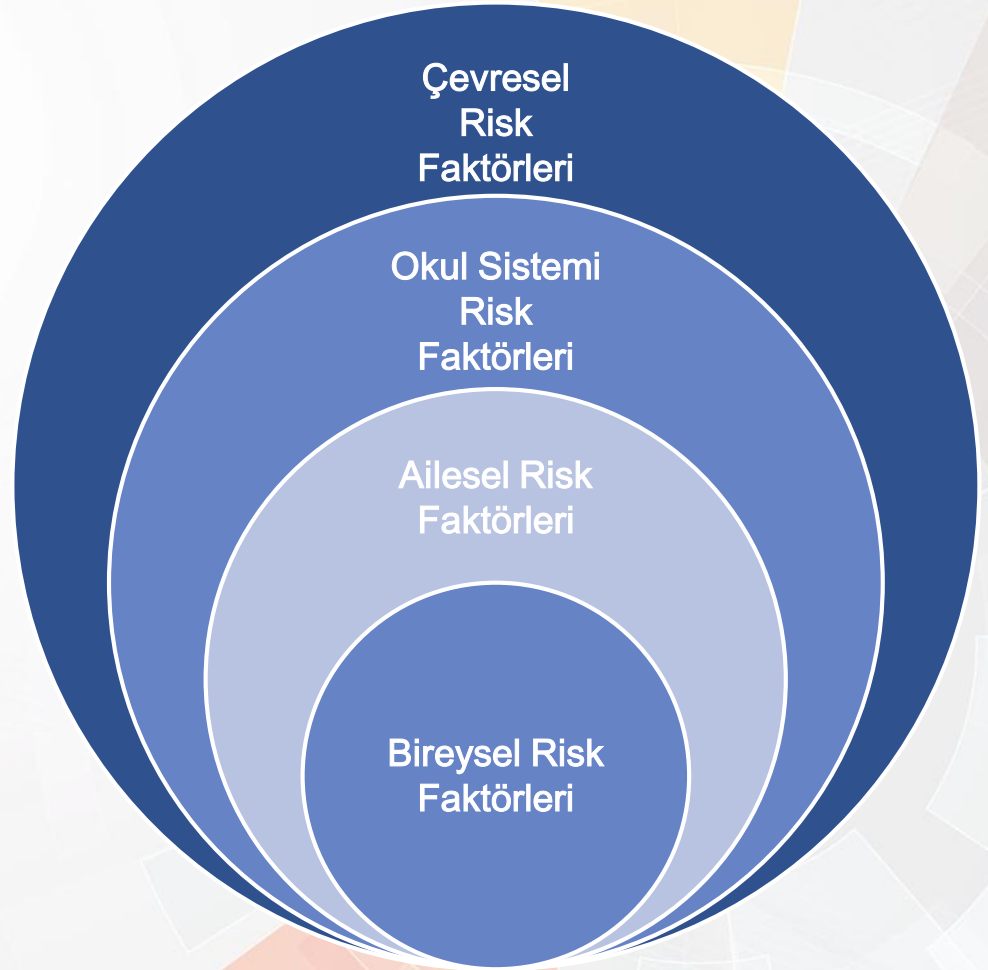 Çevresel
Risk
Faktörleri
Okul Sistemi
Risk
Faktörleri
Ailesel Risk
Faktörleri
Bireysel Risk
Faktörleri